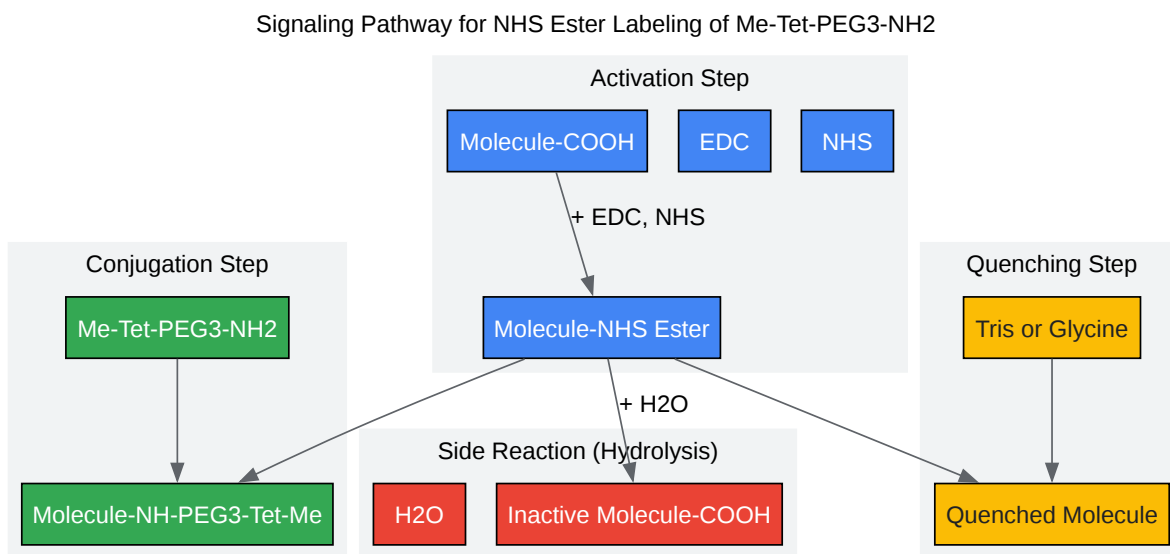 Signaling Pathway for NHS Ester Labeling of Me-Tet-PEG3-NH2
Activation Step
Molecule-COOH
EDC
NHS
+ EDC, NHS
Conjugation Step
Quenching Step
Me-Tet-PEG3-NH2
Molecule-NHS Ester
Tris or Glycine
+ H2O
Side Reaction (Hydrolysis)
Molecule-NH-PEG3-Tet-Me
H2O
Inactive Molecule-COOH
Quenched Molecule